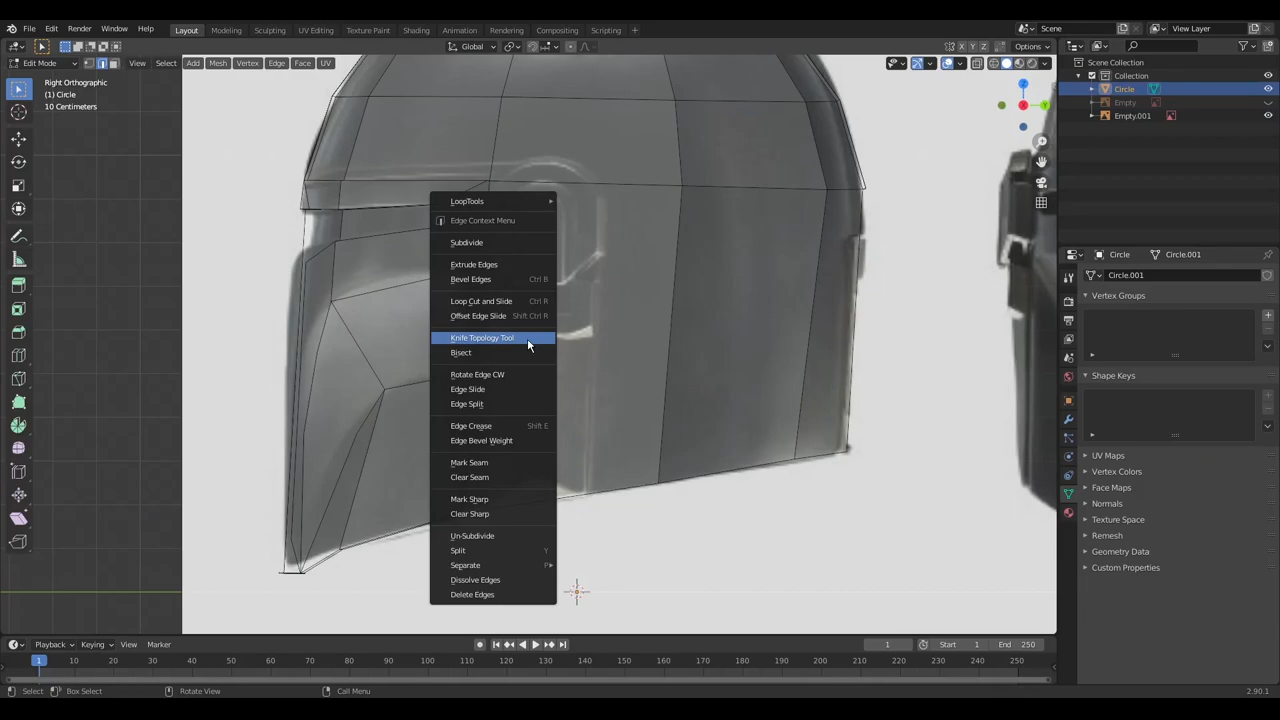 File Edit Render Window Help Layout Modeling Sculpting UV Editing Texture Paint Shading Animation Rendering Compositing Scripting + Scene View Layer
Global X Y Z Options
Edit Mode View Select Add Mesh Vertex Edge Face UV
Right Orthographic
(1) Circle
10 Centimeters
Z
Y
LoopTools
Edge Context Menu
Subdivide
Extrude Edges
Bevel Edges Ctrl B
Loop Cut and Slide Ctrl R
Offset Edge Slide Shift Ctrl R
Knife Topology Tool
Bisect
Rotate Edge CW
Edge Slide
Edge Split
Edge Crease Shift E
Edge Bevel Weight
Mark Seam
Clear Seam
Mark Sharp
Clear Sharp
Un-Subdivide
Split Y
Separate P
Dissolve Edges
Delete Edges
Scene Collection
Collection
Circle
Empty
Empty.001
Circle Circle.001
Circle.001
Vertex Groups
Shape Keys
UV Maps
Vertex Colors
Face Maps
Normals
Texture Space
Remesh
Geometry Data
Custom Properties
Playback Keying View Marker 1 Start 1 End 250
1 10 20 30 40 50 60 70 80 90 100 110 120 130 140 150 160 170 180 190 200 210 220 230 240 250
Select Box Select Rotate View Call Menu 2.90.1